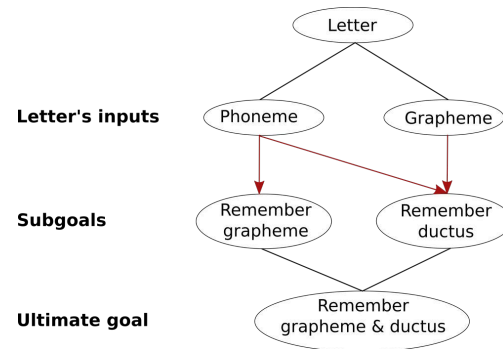 Letter
Letter's inputs
Phoneme
Grapheme
Subgoals
Remember
grapheme
Remember
ductus
Ultimate goal
Remember
grapheme & ductus